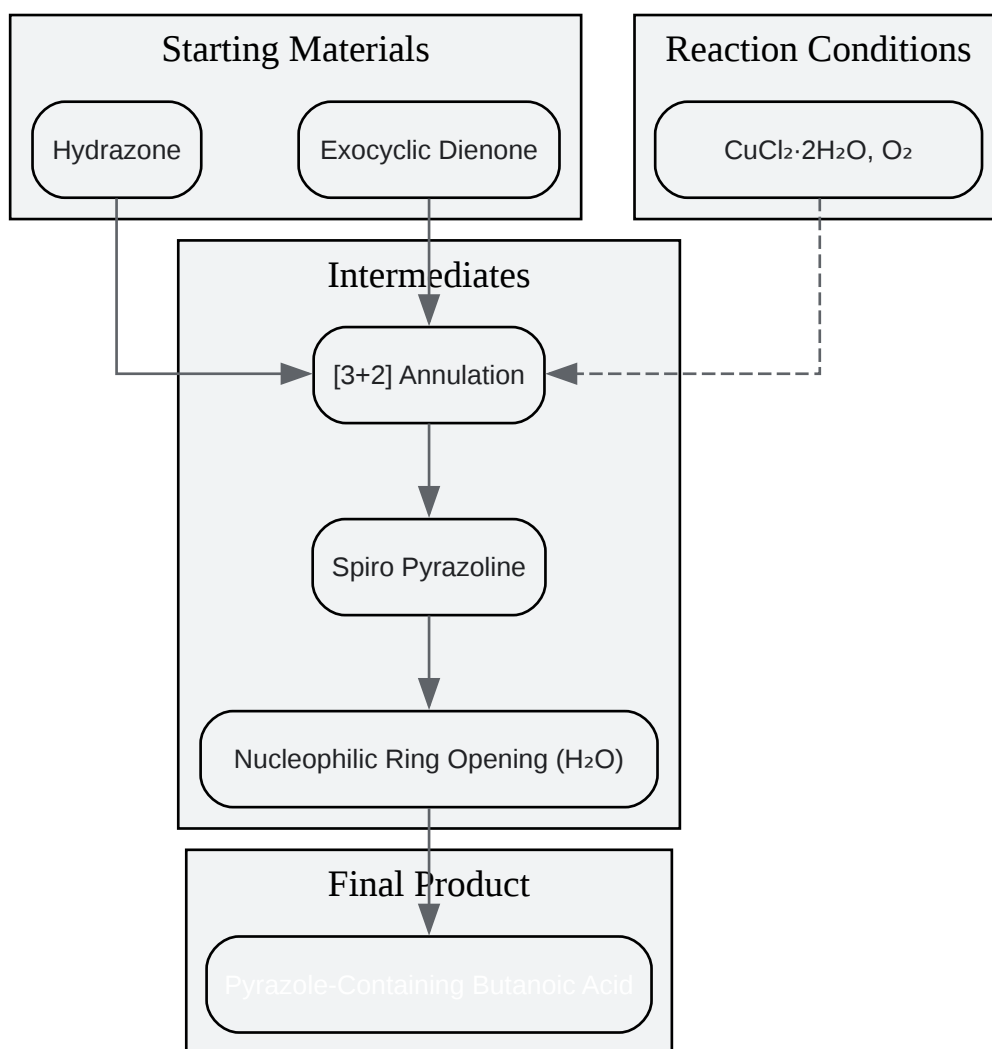 Starting Materials
Reaction Conditions
Hydrazone
Exocyclic Dienone
CuCl₂·2H₂O, O₂
Intermediates
[3+2] Annulation
Spiro Pyrazoline
Nucleophilic Ring Opening (H₂O)
Final Product
Pyrazole-Containing Butanoic Acid